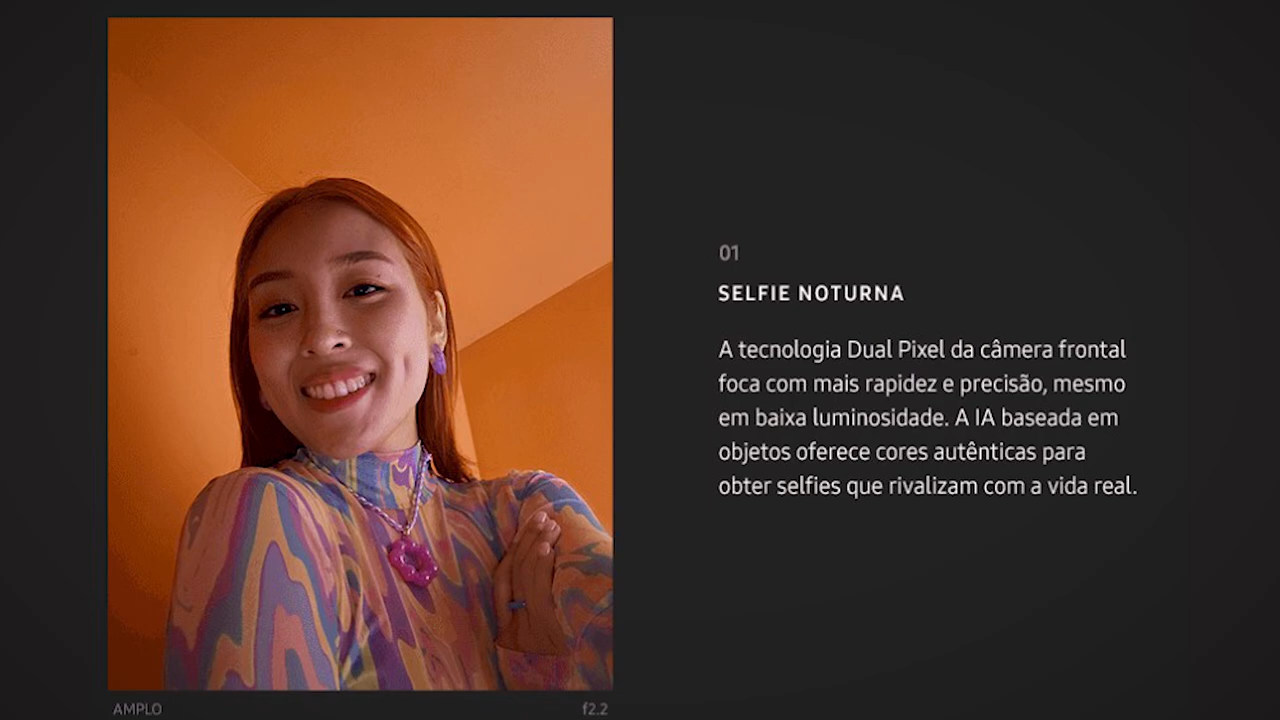 01
SELFIE NOTURNA
A tecnologia Dual Pixel da câmera frontal
foca com mais rapidez e precisão, mesmo
em baixa luminosidade. A IA baseada em
objetos oferece cores autênticas para
obter selfies que rivalizam com a vida real.
AMPLO
f2.2